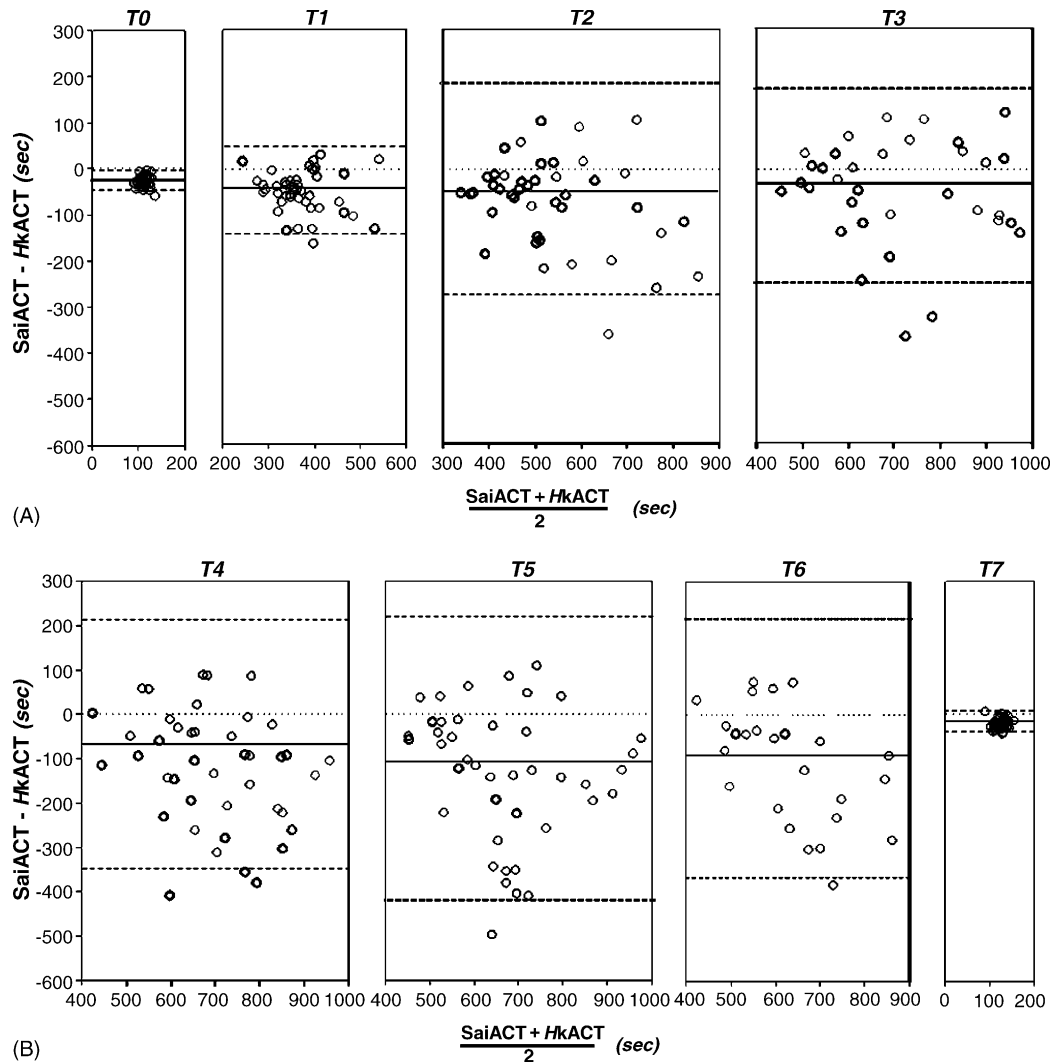 T0 T1 T2 T3
300
200
100
0
-100
-200
-300
-400
-500
-600
SaiACT - HkACT (sec)
0 100 200 200 300 400 500 600 300 400 500 600 700 800 900 400 500 600 700 800 900 1000
SaiACT + HkACT
2
(sec)
(A)
T4 T5 T6 T7
300
200
100
0
-100
-200
-300
-400
-500
-600
SaiACT - HkACT (sec)
400 500 600 700 800 900 1000 400 500 600 700 800 900 1000 400 500 600 700 800 900 0 100 200
SaiACT + HkACT
2
(sec)
(B)